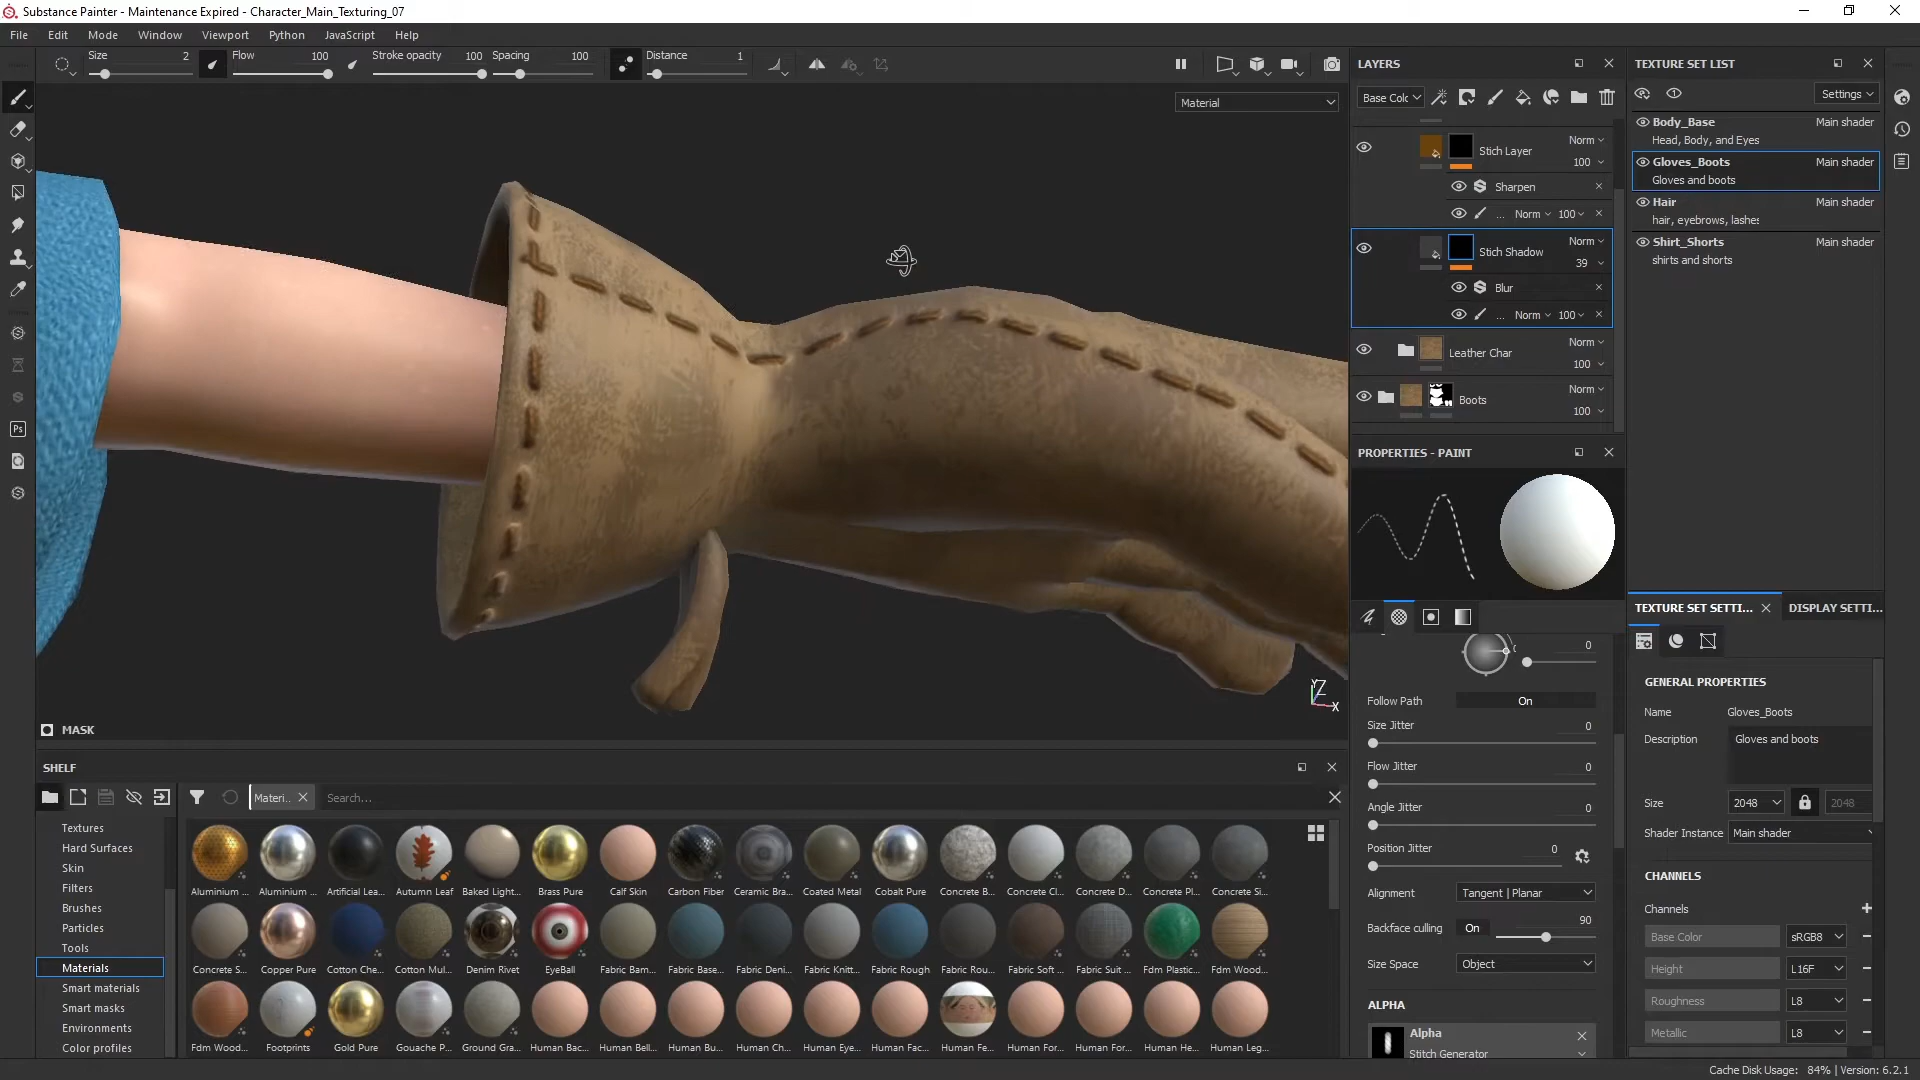 Substance Painter - Maintenance Expired - Character_Main_Texturing_07
File Edit Mode Window Viewport Python JavaScript Help
Size 2 Flow 100 Stroke opacity 100 Spacing 100 Distance 1
Material
LAYERS
Base Colc
Stich Layer Norm 100
Sharpen
... Norm 100
Stich Shadow Norm 39
Blur
... Norm 100
Leather Char Norm 100
Boots Norm 100
PROPERTIES - PAINT
0
Follow Path On
Size Jitter 0
Flow Jitter 0
Angle Jitter 0
Position Jitter 0
Alignment Tangent | Planar
Backface culling On 90
Size Space Object
ALPHA
Alpha
Stitch Generator
TEXTURE SET LIST
Settings
Body_Base Main shader
Head, Body, and Eyes
Gloves_Boots Main shader
Gloves and boots
Hair Main shader
hair, eyebrows, lashes
Shirt_Shorts Main shader
shirts and shorts
TEXTURE SET SETTI... DISPLAY SETTI...
GENERAL PROPERTIES
Name Gloves_Boots
Description Gloves and boots
Size 2048 2048
Shader Instance Main shader
CHANNELS
Channels
Base Color sRGB8
Height L16F
Roughness L8
Metallic L8
Ps
Y Z X
MASK
SHELF
Materi... Search...
Textures
Hard Surfaces
Skin
Filters
Brushes
Particles
Tools
Materials
Smart materials
Smart masks
Environments
Color profiles
Aluminium ... Aluminium ... Artificial Lea... Autumn Leaf Baked Light... Brass Pure Calf Skin Carbon Fiber Ceramic Bra... Coated Metal Cobalt Pure Concrete B... Concrete Cl... Concrete D... Concrete Pl... Concrete Si...
Concrete S... Copper Pure Cotton Che... Cotton Mul... Denim Rivet EyeBall Fabric Bam... Fabric Base... Fabric Deni... Fabric Knitt... Fabric Rough Fabric Rou... Fabric Soft ... Fabric Suit ... Fdm Plastic... Fdm Wood...
Fdm Wood... Footprints Gold Pure Gouache P... Ground Gra... Human Bac... Human Bell... Human Bu... Human Ch... Human Eye... Human Fac... Human Fe... Human For... Human For... Human He... Human Leg...
Cache Disk Usage: 84% | Version: 6.2.1